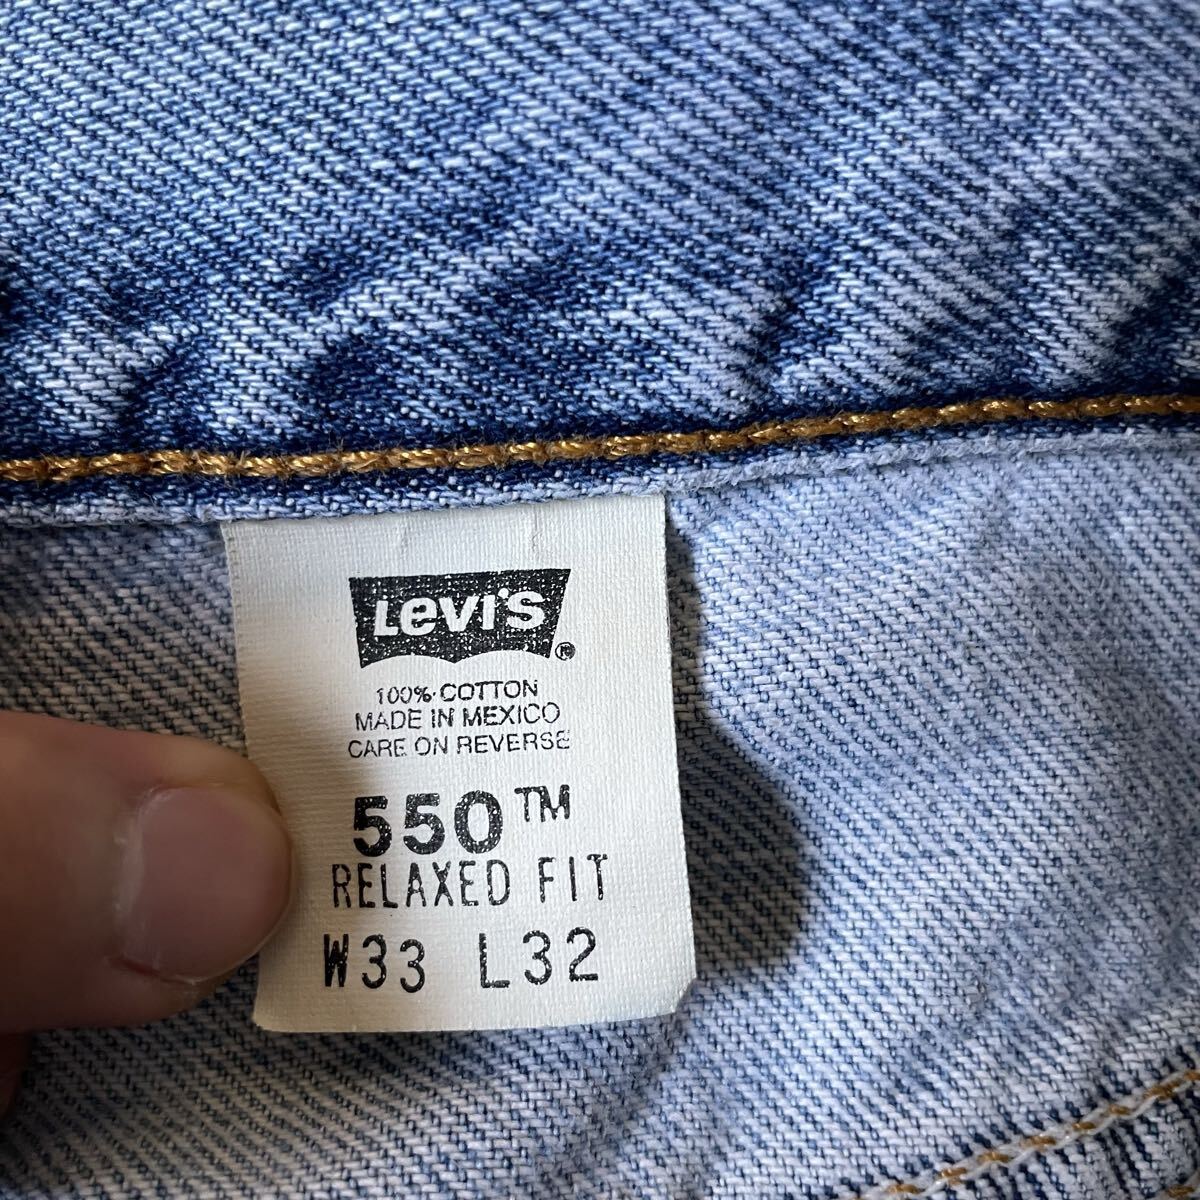 Levi's ®
100% COTTON
MADE IN MEXICO
CARE ON REVERSE
550™
RELAXED FIT
W33 L32